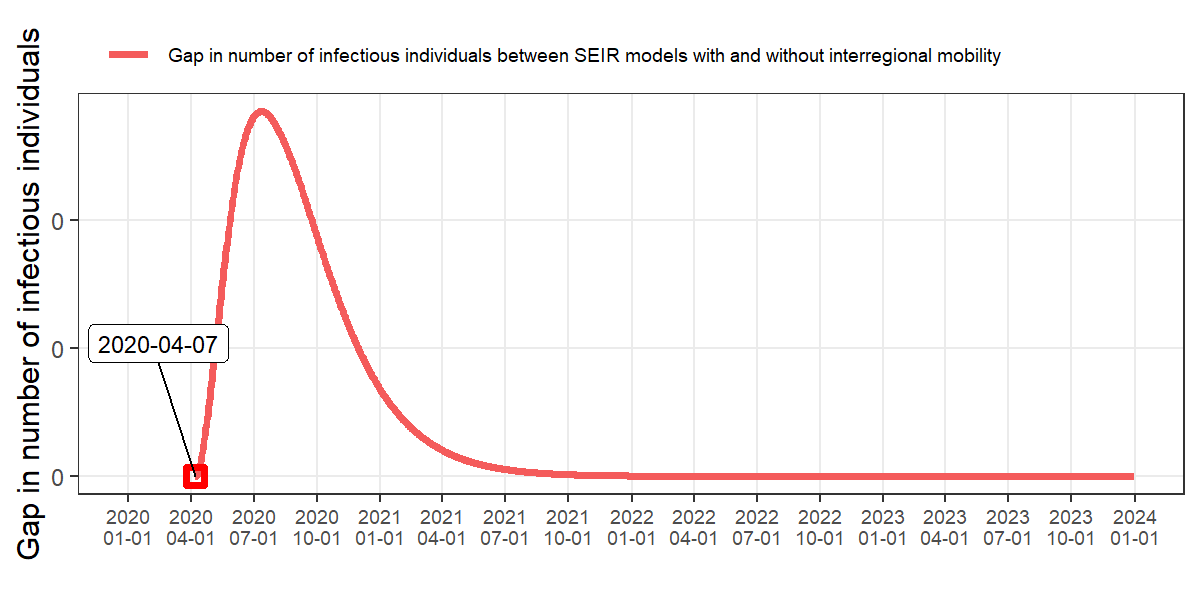 Gap in number of infectious individuals between SEIR models with and without interregional mobility
Gap in number of infectious individuals
0
0
0
2020-04-07
2020 2020 2020 2020 2021 2021 2021 2021 2022 2022 2022 2022 2023 2023 2023 2023 2024
01-01 04-01 07-01 10-01 01-01 04-01 07-01 10-01 01-01 04-01 07-01 10-01 01-01 04-01 07-01 10-01 01-01